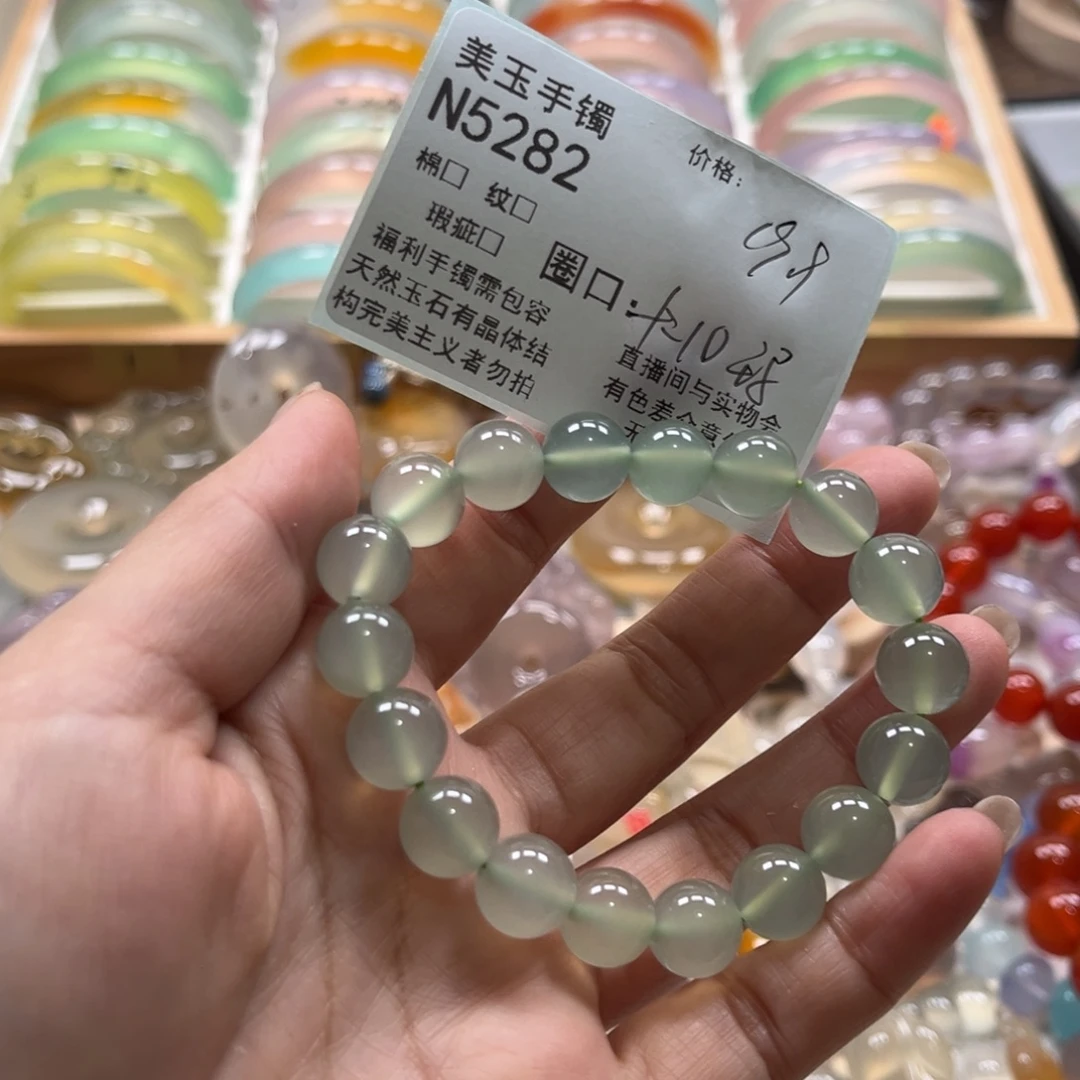 美玉手镯
N5282
价格:
棉□ 纹□
瑕疵□
圈口:
福利手镯需包容
天然玉石有晶体结
构完美主义者勿拍
直播间与实物会
有色差